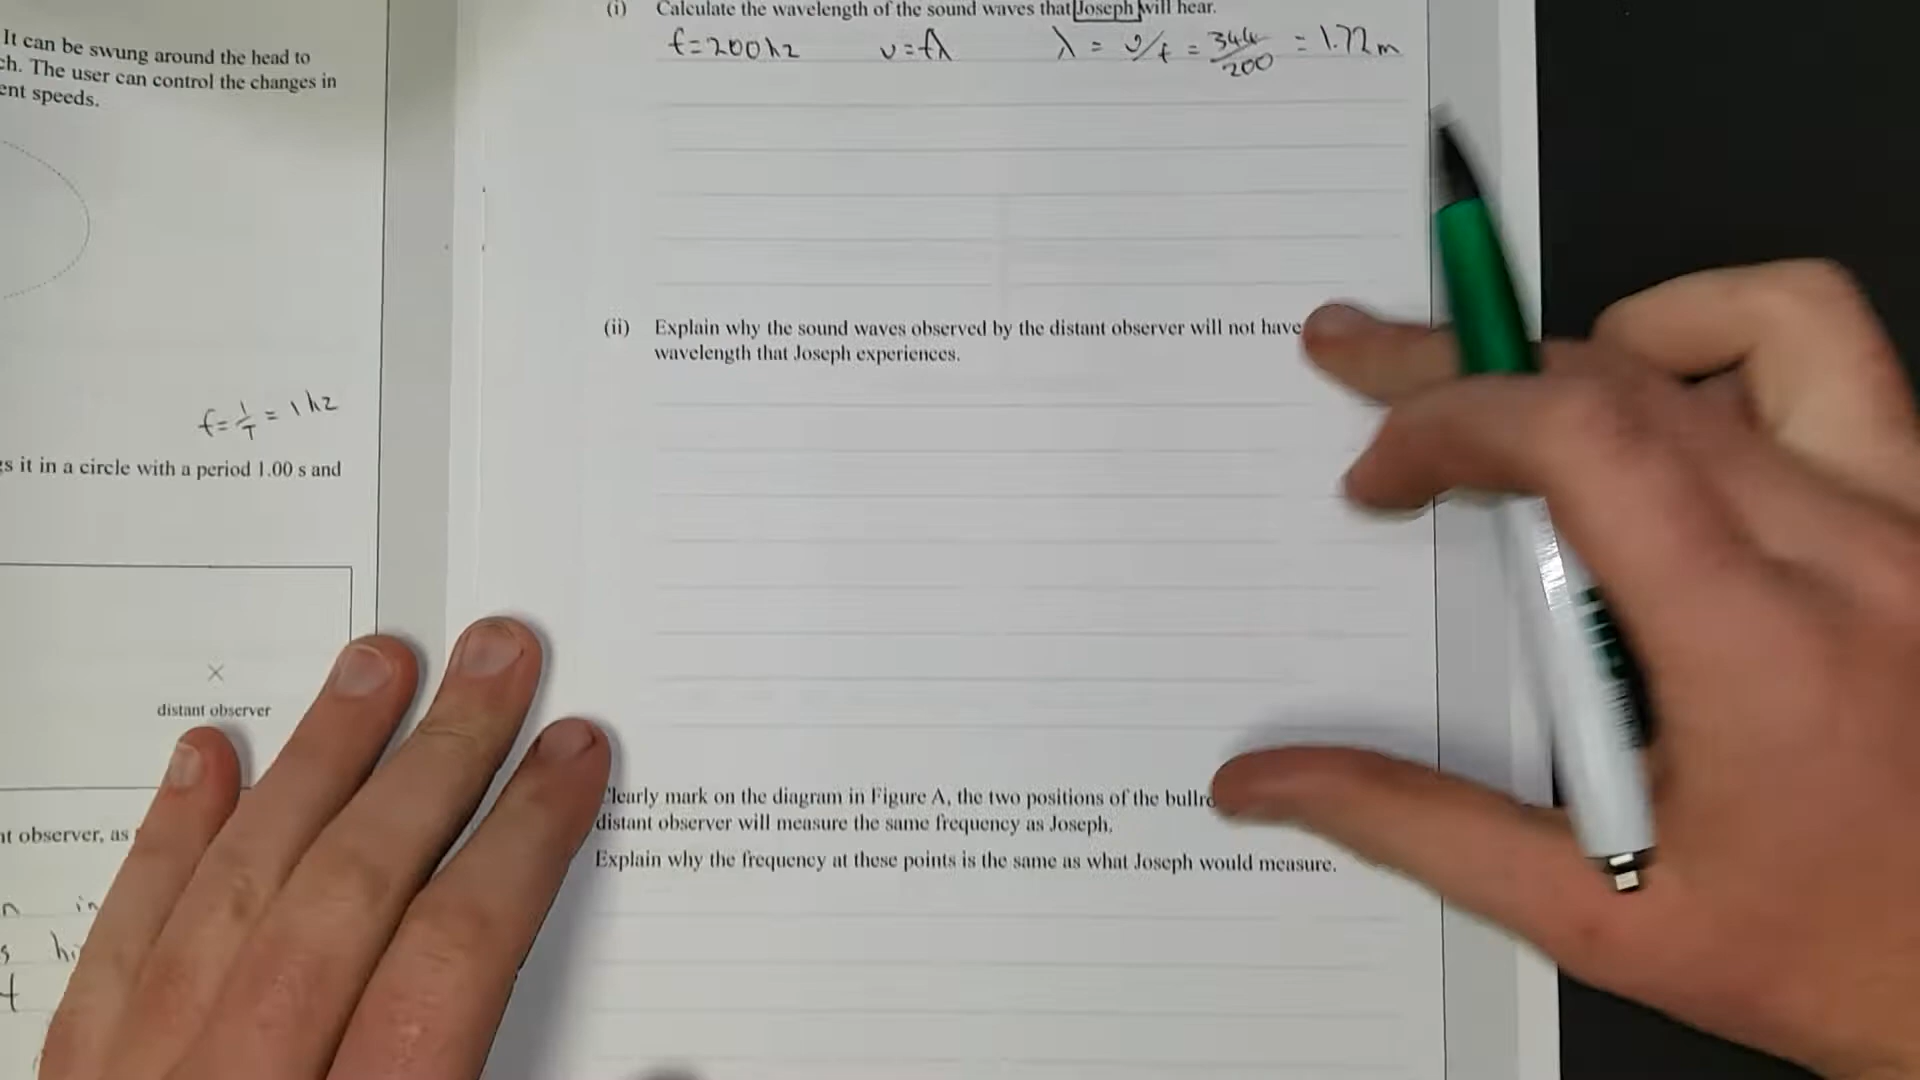 It can be swung around the head to
ch. The user can control the changes in
ent speeds.
f = 1/T = 1 hz
s it in a circle with a period 1.00 s and
×
distant observer
nt observer, as
n in
s hi
t
(i) Calculate the wavelength of the sound waves that Joseph will hear.
f=200hz v=fλ λ = v/f = 344/200 = 1.72m
(ii) Explain why the sound waves observed by the distant observer will not have
wavelength that Joseph experiences.
learly mark on the diagram in Figure A, the two positions of the bullro
distant observer will measure the same frequency as Joseph.
Explain why the frequency at these points is the same as what Joseph would measure.